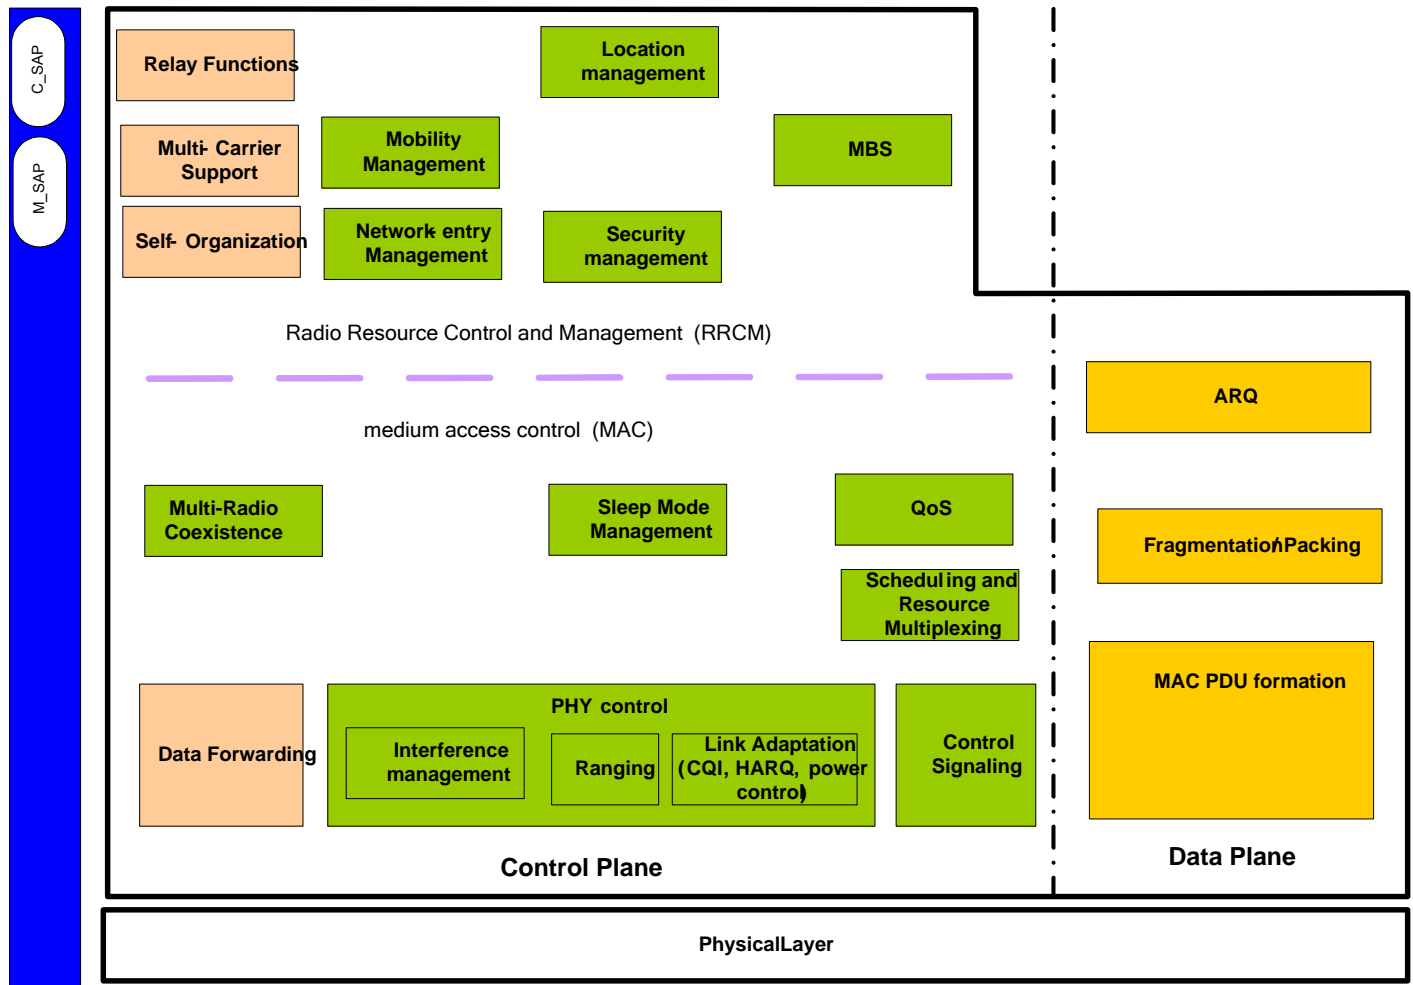 C_SAP
M_SAP
Relay Functions
Location
management
Multi- Carrier
Support
Mobility
Management
MBS
Self- Organization
Network- entry
Management
Security
management
Radio Resource Control and Management (RRCM)
medium access control (MAC)
ARQ
Multi-Radio
Coexistence
Sleep Mode
Management
QoS
Fragmentation/Packing
Scheduling and
Resource
Multiplexing
MAC PDU formation
Data Forwarding
PHY control
Interference
management
Ranging
Link Adaptation
(CQI, HARQ, power
control)
Control
Signaling
Control Plane
Data Plane
PhysicalLayer